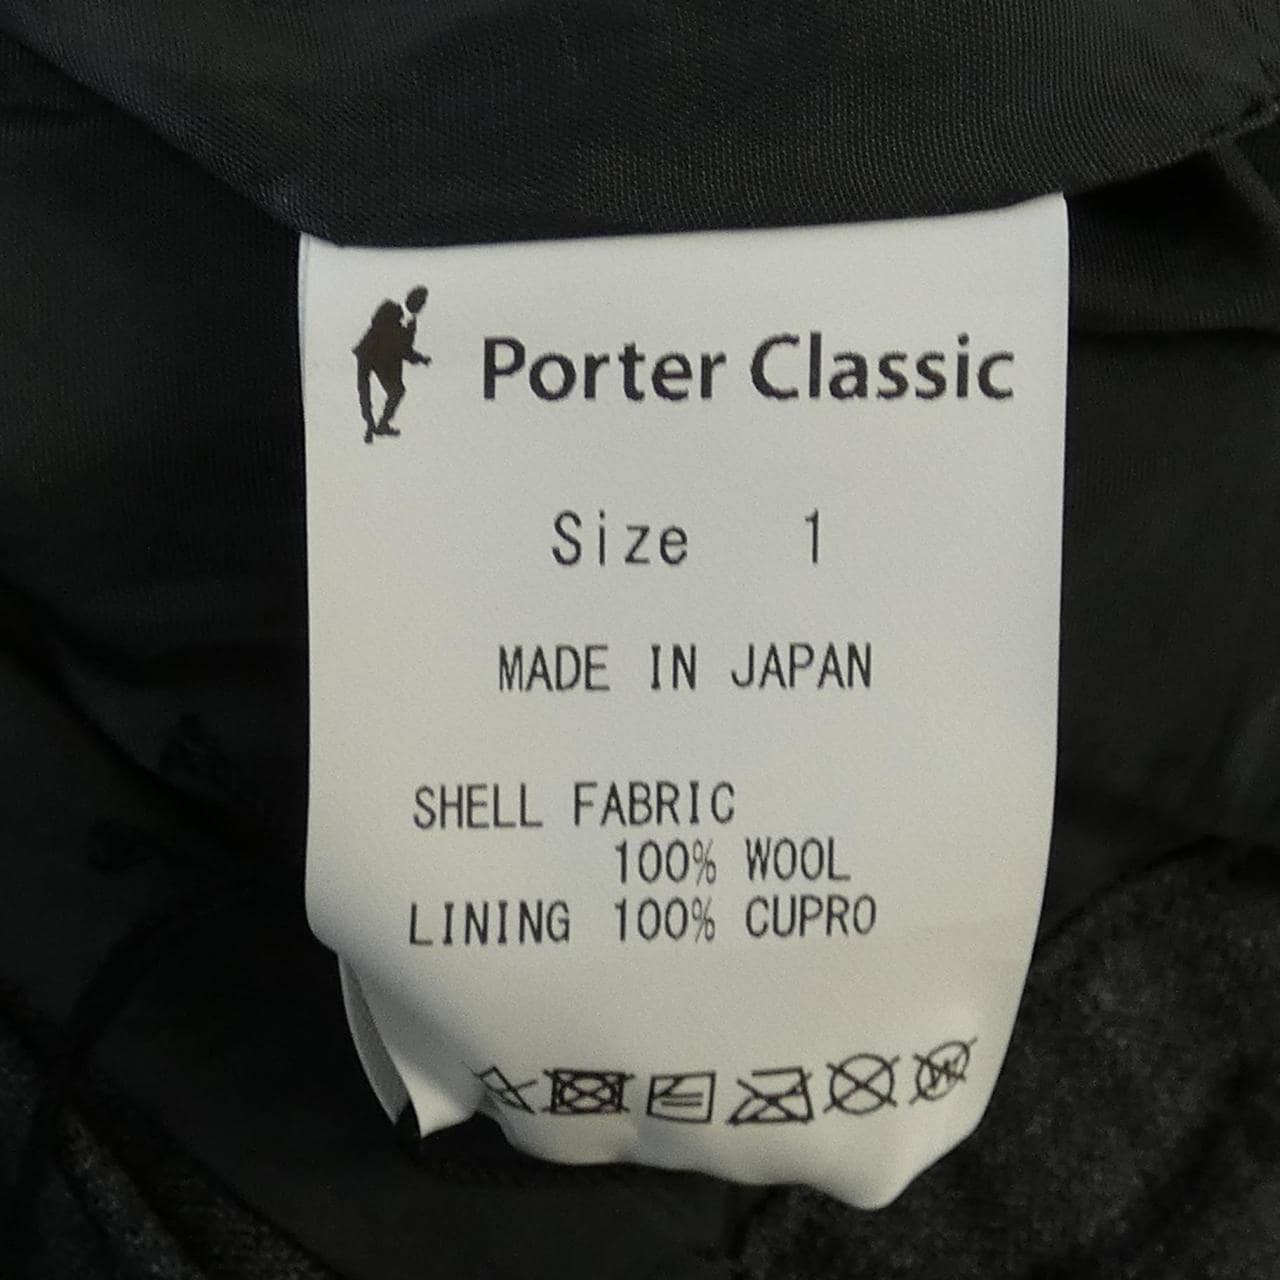 Porter Classic
Size 1
MADE IN JAPAN
SHELL FABRIC
100% WOOL
LINING 100% CUPRO
W